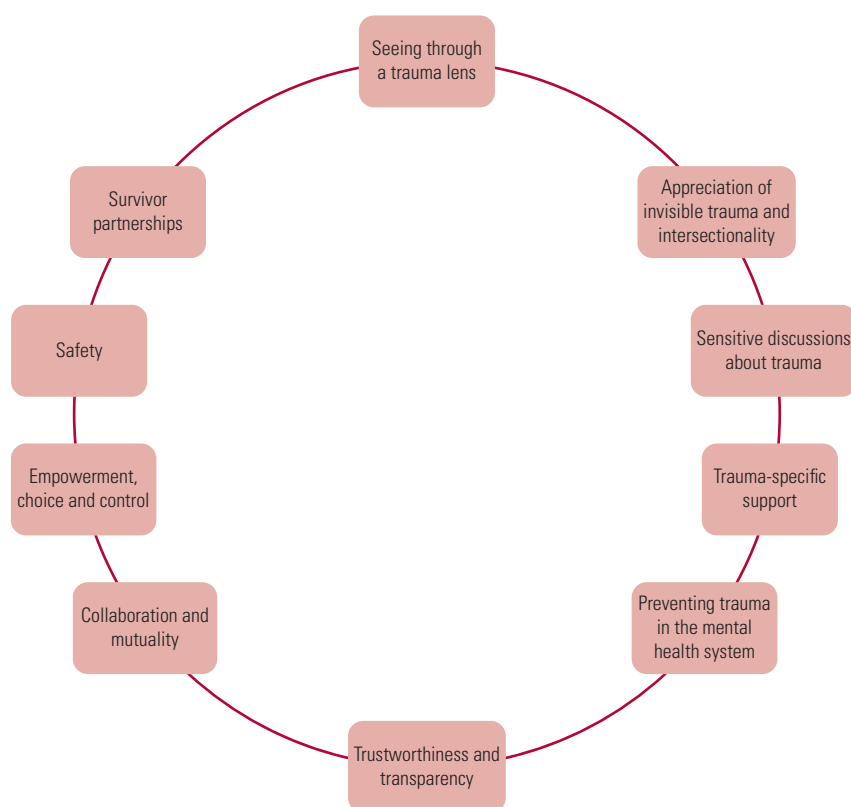 Seeing through
a trauma lens
Appreciation of
invisible trauma and
intersectionality
Sensitive discussions
about trauma
Trauma-specific
support
Preventing trauma
in the mental
health system
Trustworthiness and
transparency
Collaboration and
mutuality
Empowerment,
choice and control
Safety
Survivor
partnerships